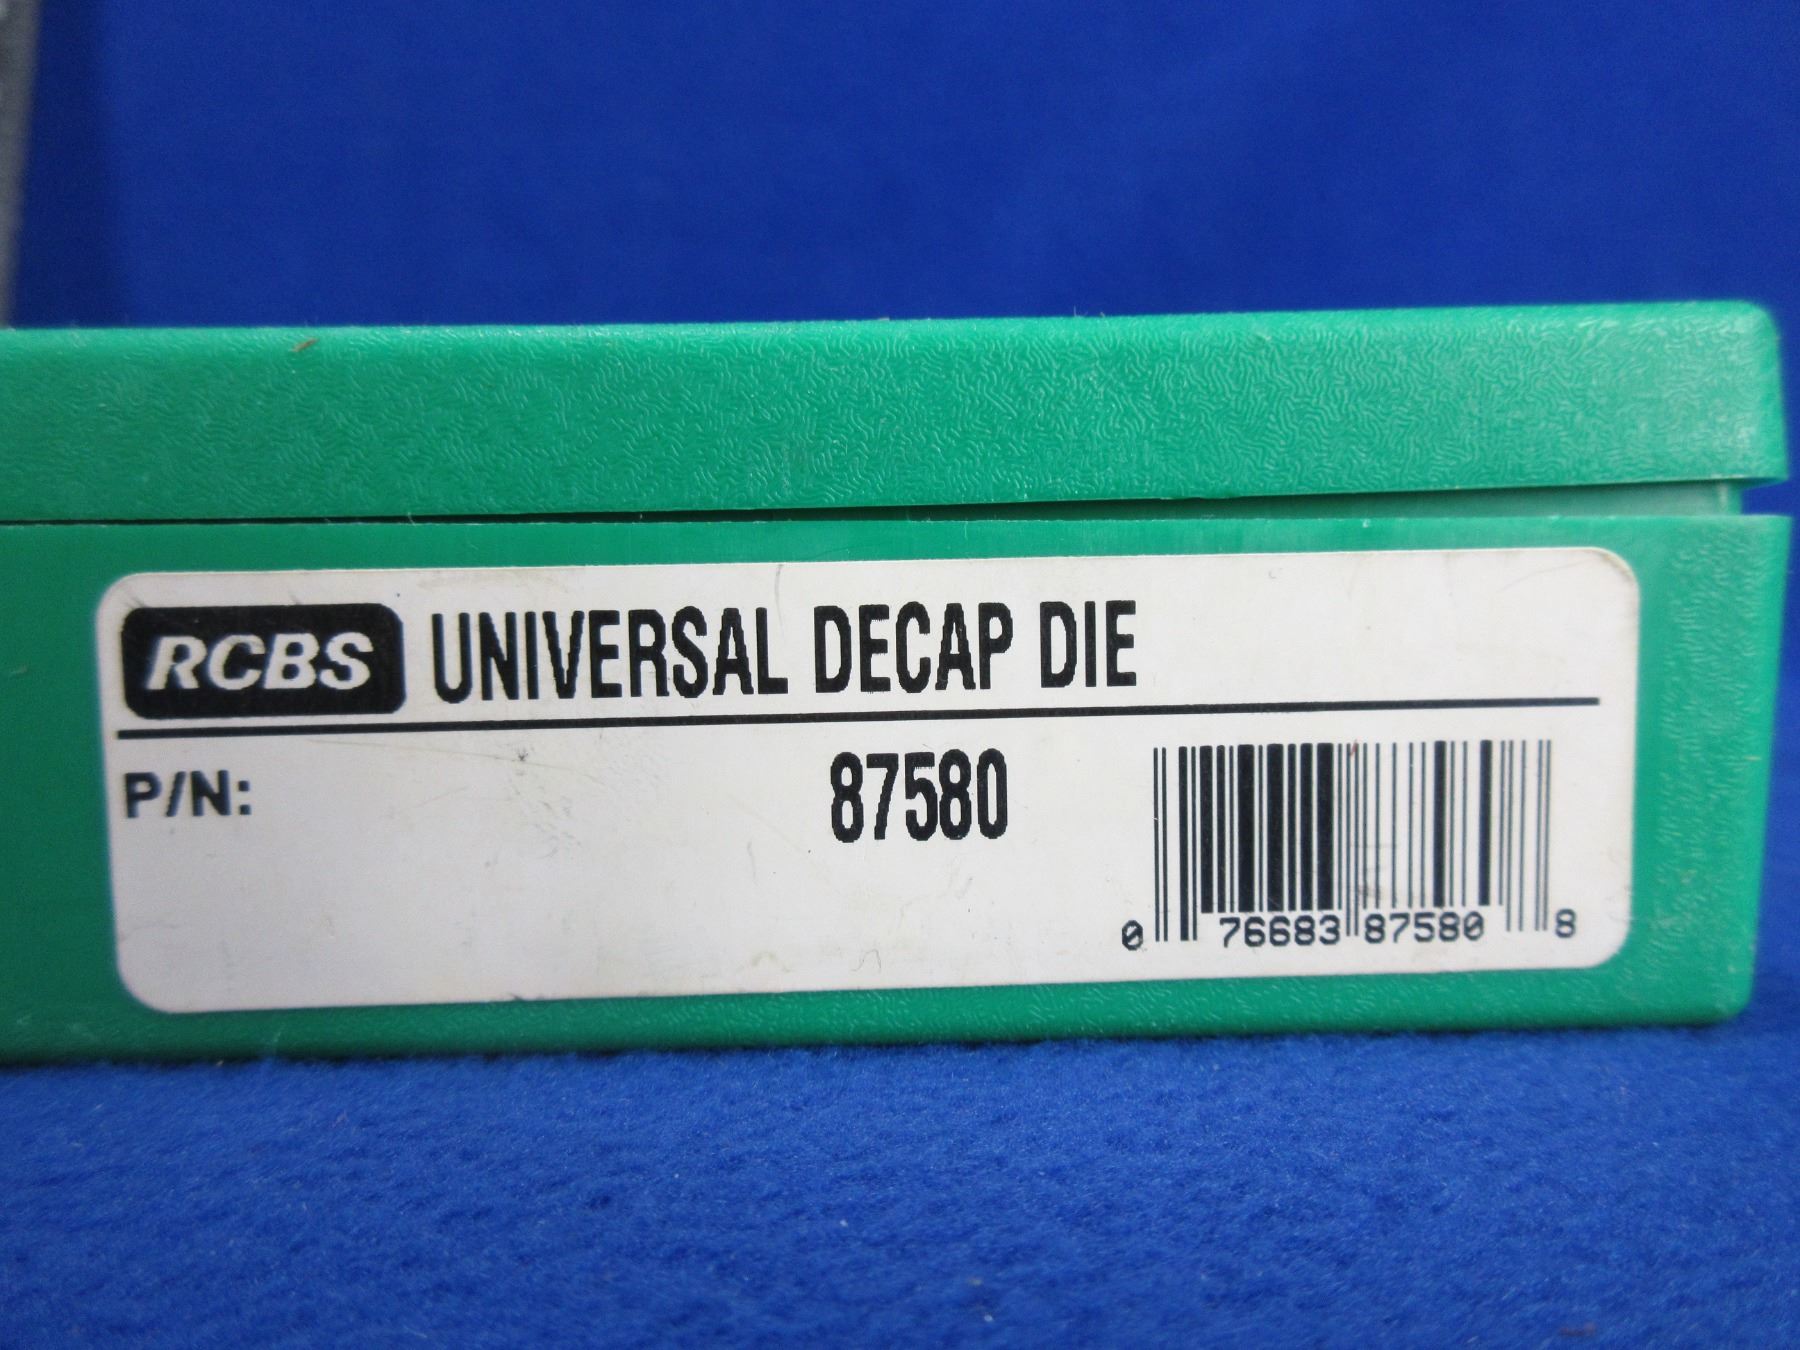 RCBS UNIVERSAL DECAP DIE
P/N: 87580
0 76683 87580 8